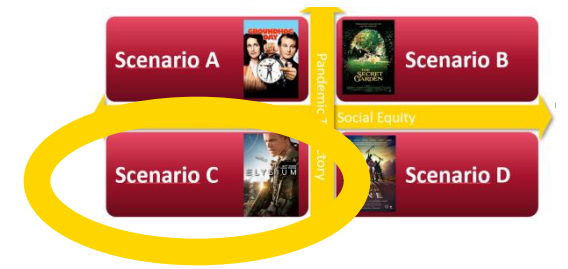 Scenario A
GROUNDHOG
DAY
Pandemic
THE
SECRET
GARDEN
Scenario B
Social Equity
Scenario C
ELYSIUM
Scenario D